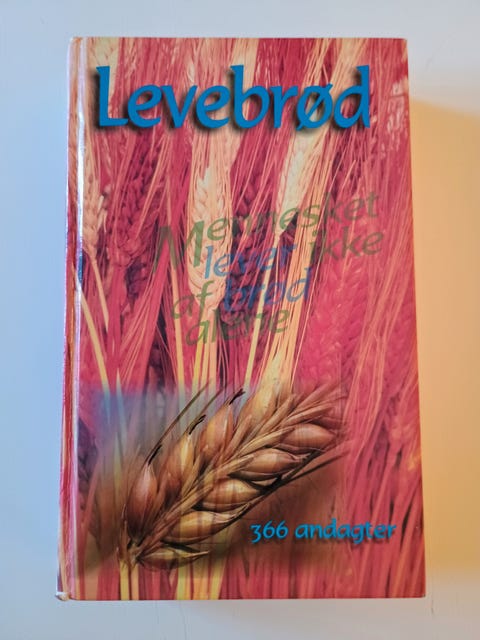 Levebrød
Mennesket
lever ikke
af brød
alene
366 andagter